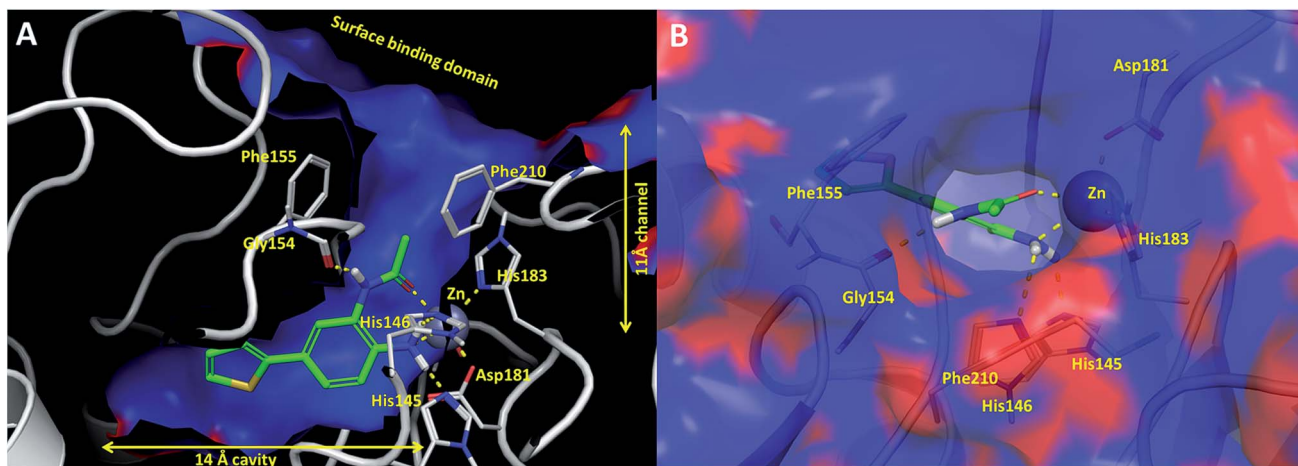 A
Surface binding domain
Phe155
Phe210
Gly154
11Å channel
His183
Zn
His146
Asp181
His145
14 Å cavity
B
Asp181
Phe155
Zn
His183
Gly154
His145
Phe210
His146